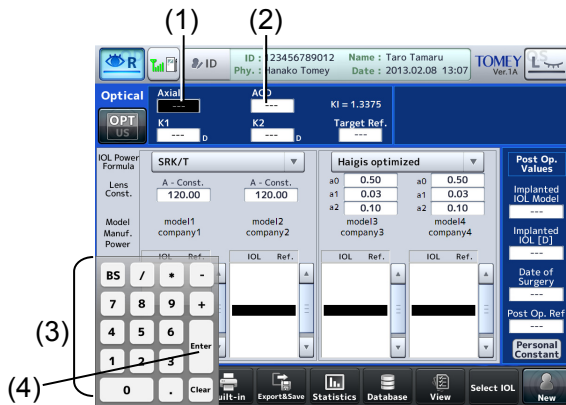 (1) (2)
R ID ID : 123456789012 Name : Taro Tamaru TOMEY L
Phy. : Hanako Tomey Date : 2013.02.08 13:07 Ver.1A
Optical Axial ACD
--- --- KI = 1.3375
OPT K1 K2 Target Ref.
US --- D --- D ---
IOL Power Formula SRK/T Haigis optimized Post Op. Values
Lens Const. A - Const. A - Const. a0 0.50 a0 0.50
120.00 120.00 a1 0.03 a1 0.03 Implanted IOL Model
a2 0.10 a2 0.10 ---
Model model1 model2 model3 model4
Manuf. company1 company2 company3 company4 Implanted IOL [D]
Power ---
IOL Ref. IOL Ref. IOL Ref. IOL Ref.
Date of Surgery
---
Post Op. Ref
---
Personal Constant
(3)
BS / * -
7 8 9 +
4 5 6
1 2 3 Enter
0 . Clear
(4)
uilt-in Export&Save Statistics Database View Select IOL New